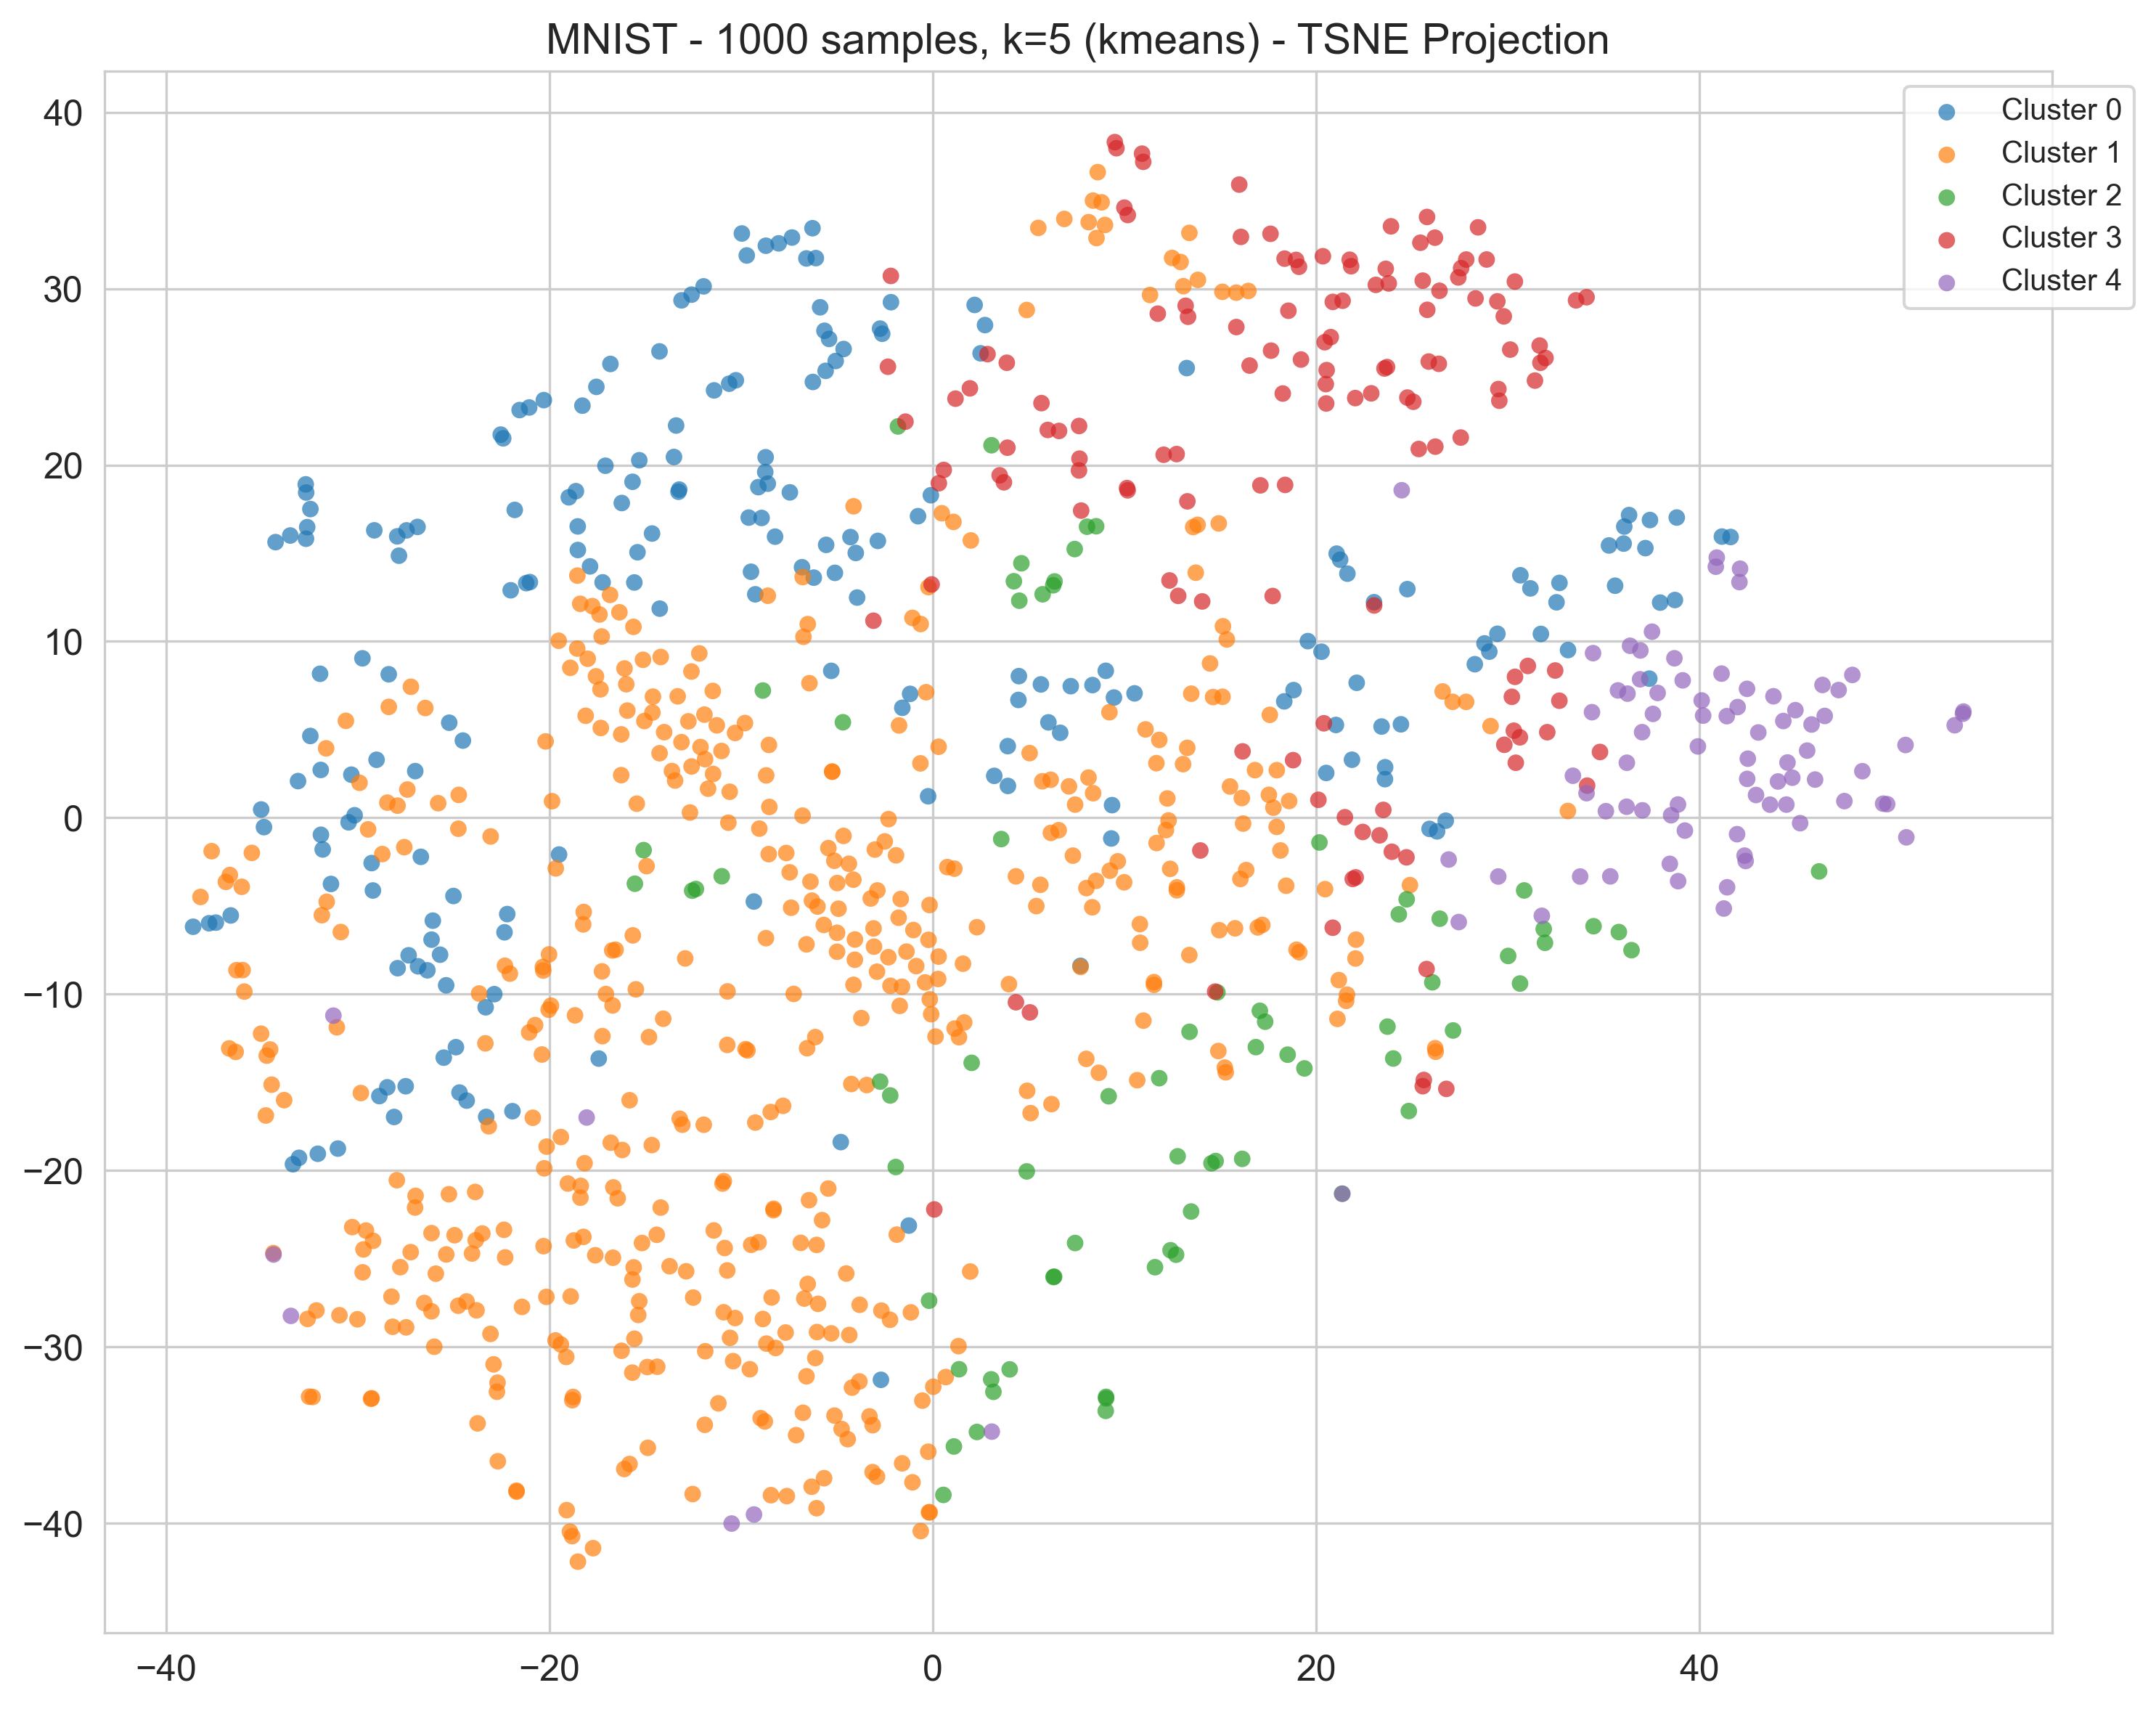 MNIST - 1000 samples, k=5 (kmeans) - TSNE Projection
40
30
20
10
0
−10
−20
−30
−40
−40
−20
0
20
40
Cluster 0
Cluster 1
Cluster 2
Cluster 3
Cluster 4